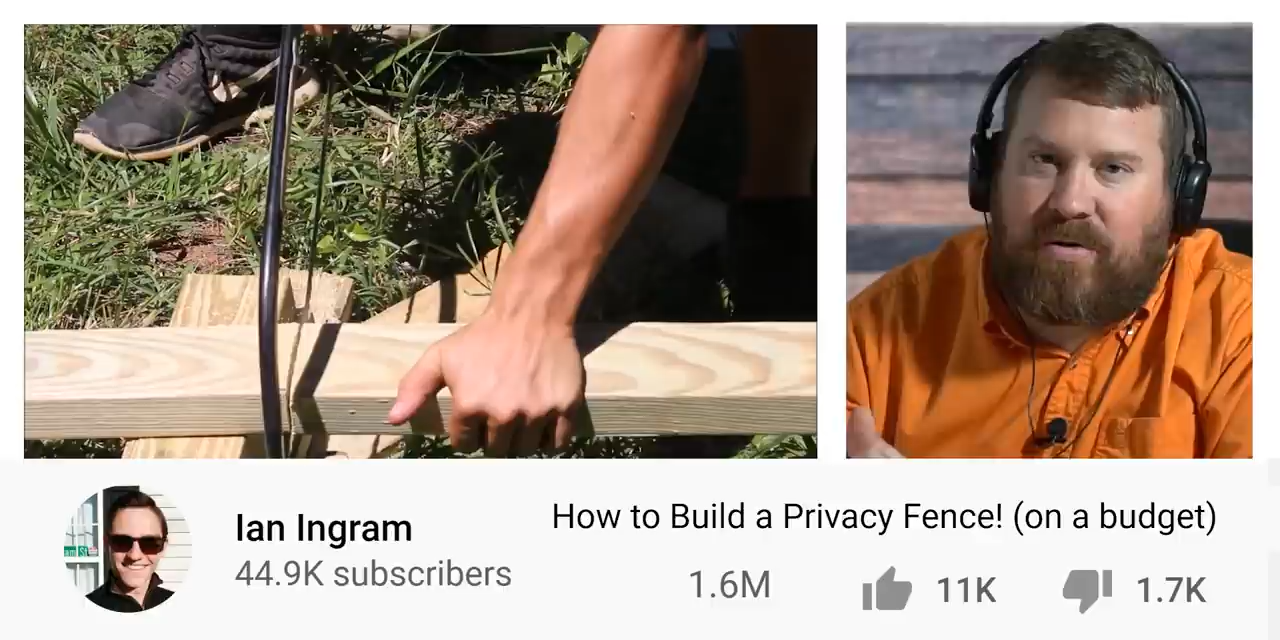 Ian Ingram
44.9K subscribers
How to Build a Privacy Fence! (on a budget)
1.6M
11K
1.7K